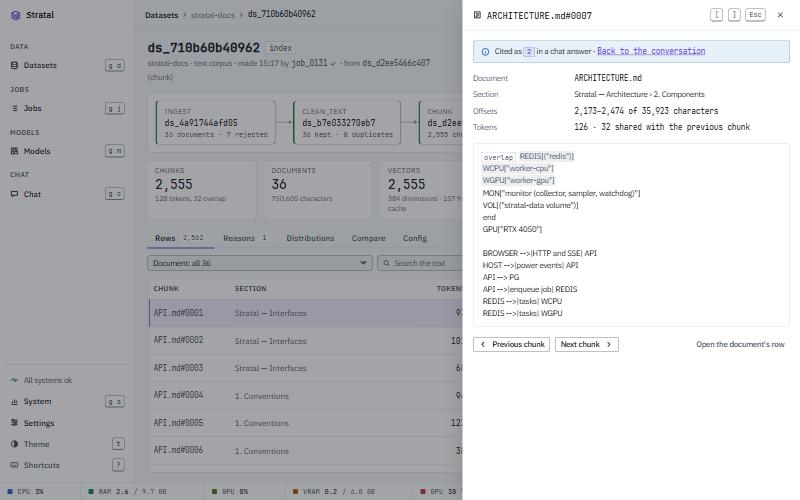 Stratal
DATA
Datasets
g d
JOBS
Jobs
g j
MODELS
Models
g m
CHAT
Chat
g c
All systems ok
System
g s
Settings
Theme
t
Shortcuts
?
Datasets > stratal-docs > ds_710b60b40962
ds_710b60b40962 index
stratal-docs · text corpus · made 15:17 by job_0131 ✓ · from ds_d2ee5466c407
(chunk)
INGEST
ds_4a91744afd05
36 documents · 7 rejected
CLEAN_TEXT
ds_b7e033270eb7
36 kept · 0 duplicates
CHUNK
ds_d2ee
2,555 ch
CHUNKS
2,555
128 tokens, 32 overlap
DOCUMENTS
36
750,605 characters
VECTORS
2,555
384 dimensions · 157 fr
cache
Rows 2,562
Reasons 1
Distributions
Compare
Config
Document: all 36
Search the text
CHUNK
SECTION
TOKEN
API.md#0001
Stratal — Interfaces
API.md#0002
Stratal — Interfaces
API.md#0003
Stratal — Interfaces
API.md#0004
1. Conventions
API.md#0005
1. Conventions
API.md#0006
1. Conventions
CPU 3%
RAM 2.6 / 9.7 GB
GPU 0%
VRAM 0.2 / 6.0 GB
GPU 38
ARCHITECTURE.md#0007
[
]
Esc
Cited as 2 in a chat answer · Back to the conversation
Document ARCHITECTURE.md
Section Stratal — Architecture › 2. Components
Offsets 2,173–2,474 of 35,923 characters
Tokens 126 · 32 shared with the previous chunk
overlap REDIS[("redis")]
WCPU["worker-cpu"]
WGPU["worker-gpu"]
MON["monitor (collector, sampler, watchdog)"]
VOL[("stratal-data volume")]
end
GPU["RTX 4050"]
BROWSER -->|HTTP and SSE| API
HOST -->|power events| API
API --> PG
API -->|enqueue job| REDIS
REDIS -->|tasks| WCPU
REDIS -->|tasks| WGPU
Previous chunk
Next chunk
Open the document's row